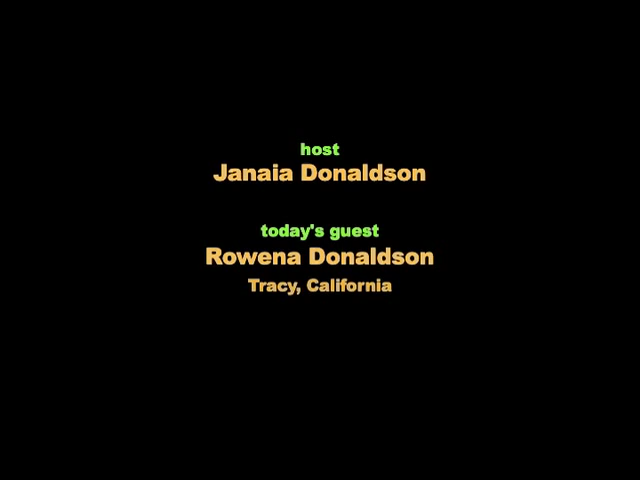 host
Janaia Donaldson
today's guest
Rowena Donaldson
Tracy, California